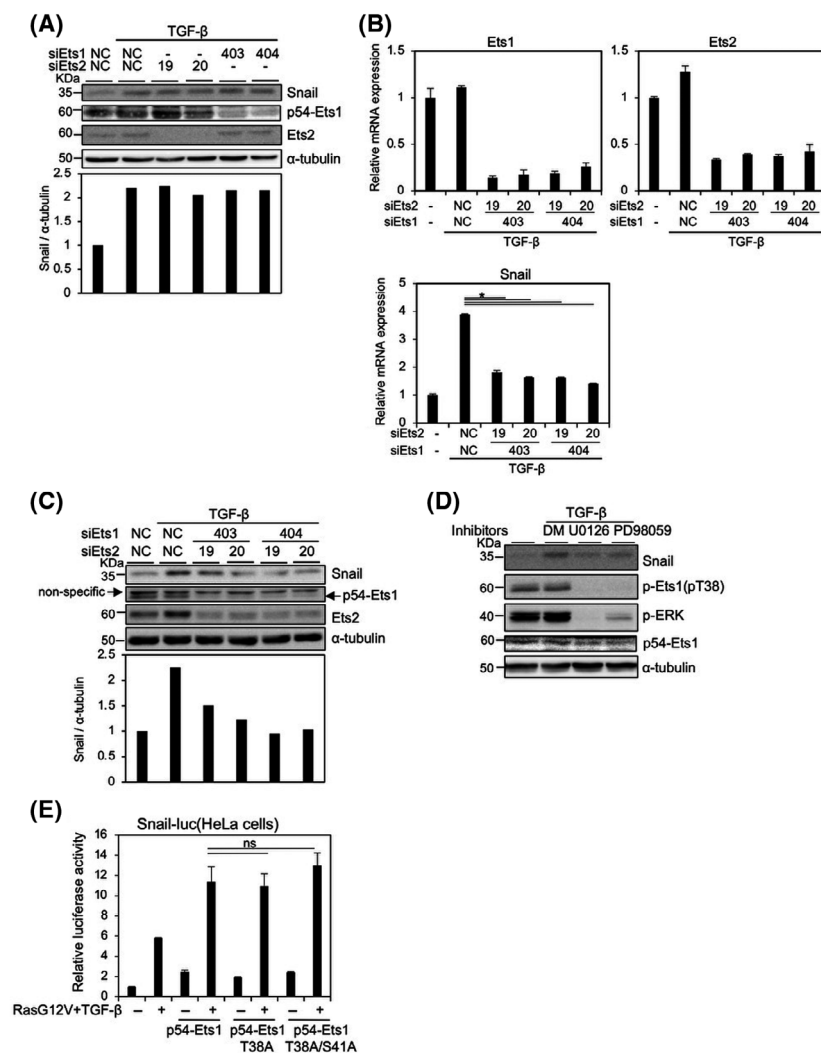 (A)
TGF-β
siEts1 NC NC - - 403 404
siEts2 NC NC 19 20 - -
KDa
35 Snail
60 p54-Ets1
60 Ets2
50 α-tubulin
Snail / α-tubulin
2.5
2
1.5
1
0.5
0
(B)
Ets1
Relative mRNA expression
1.5
1
0.5
0
siEts2 - NC 19 20 19 20
siEts1 - NC 403 404
TGF-β
Ets2
1.5
1
0.5
0
- NC 19 20 19 20
- NC 403 404
TGF-β
Snail
Relative mRNA expression
5
4
3
2
1
0
*
siEts2 - NC 19 20 19 20
siEts1 - NC 403 404
TGF-β
(C)
TGF-β
siEts1 NC NC 403 404
siEts2 NC NC 19 20 19 20
KDa
35 Snail
non-specific p54-Ets1
60 Ets2
50 α-tubulin
Snail / α-tubulin
2.5
2
1.5
1
0.5
0
(D)
TGF-β
Inhibitors DM U0126 PD98059
KDa
35 Snail
60 p-Ets1(pT38)
40 p-ERK
60 p54-Ets1
50 α-tubulin
(E)
Snail-luc(HeLa cells)
Relative luciferase activity
16
14
12
10
8
6
4
2
0
ns
RasG12V+TGF-β − + − + − + − +
p54-Ets1 p54-Ets1 p54-Ets1
T38A T38A/S41A